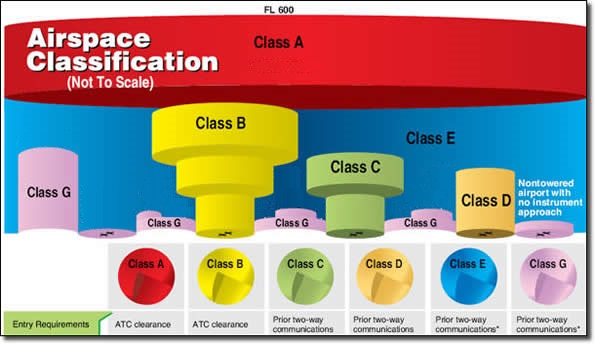 FL 600
Airspace
Classification
(Not To Scale)
Class A
Class B
Class E
Class C
Class G
Class D
Nontowered
airport with
no instrument
approach
Class G
Class G
Class G
Class A
Class B
Class C
Class D
Class E
Class G
Entry Requirements
ATC clearance
ATC clearance
Prior two-way
communications
Prior two-way
communications
Prior two-way
communications*
Prior two-way
communications*